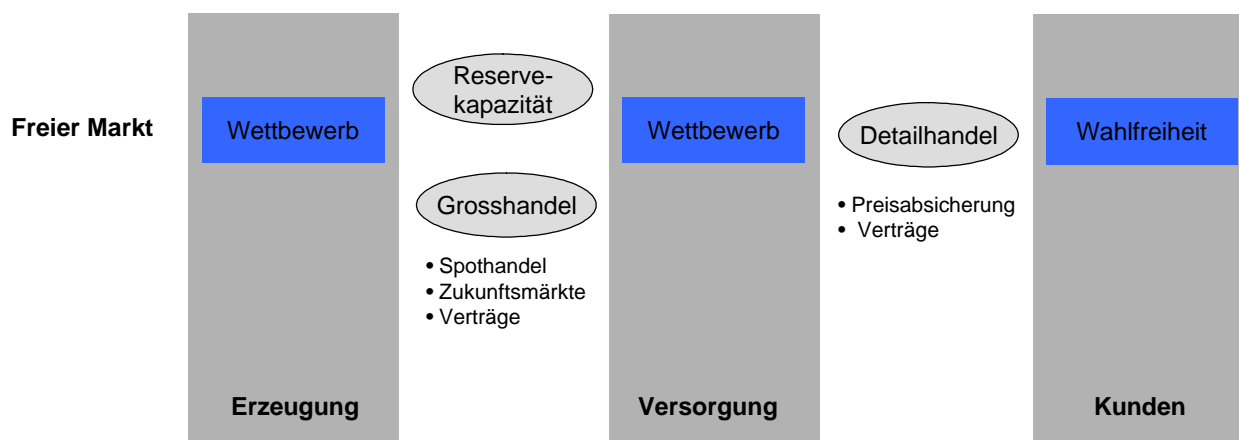 Freier Markt
Wettbewerb
Reserve-
kapazität
Grosshandel
• Spothandel
• Zukunftsmärkte
• Verträge
Wettbewerb
Detailhandel
• Preisabsicherung
• Verträge
Wahlfreiheit
Erzeugung
Versorgung
Kunden